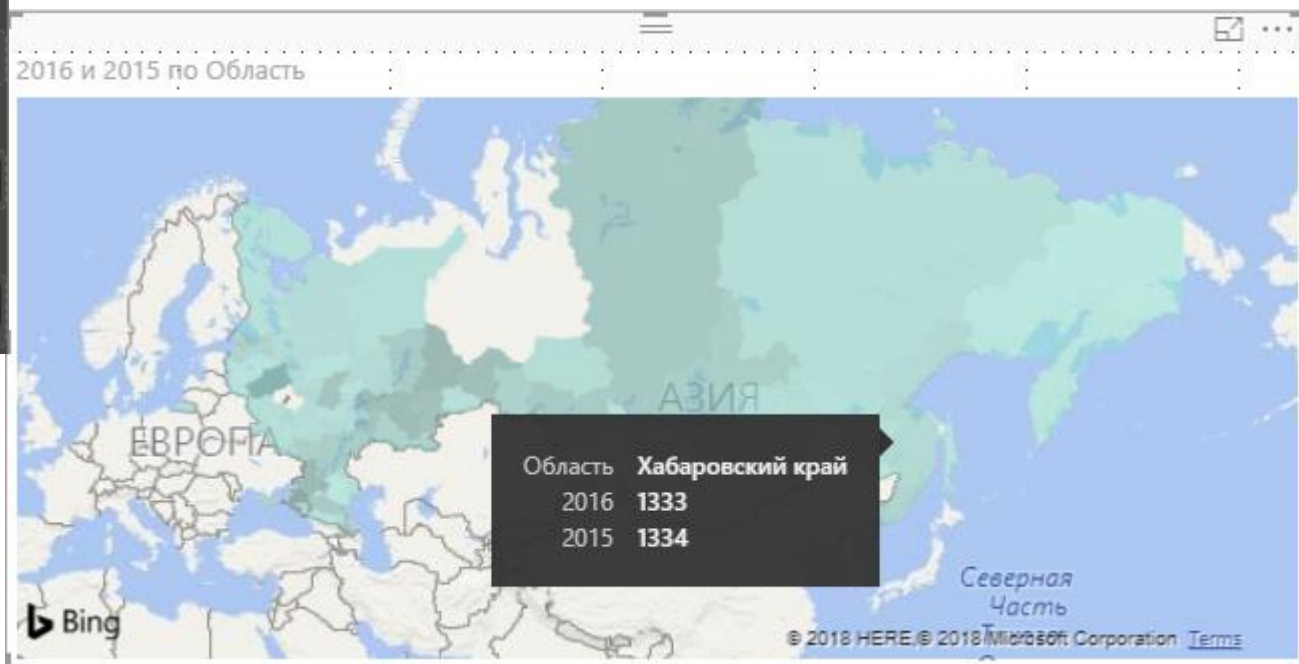 2016 и 2015 по Область
АЗИЯ
ЕВРОПА
Область Хабаровский край
2016 1333
2015 1334
Северная
Часть
Bing
© 2018 HERE, © 2018 Microsoft Corporation Terms